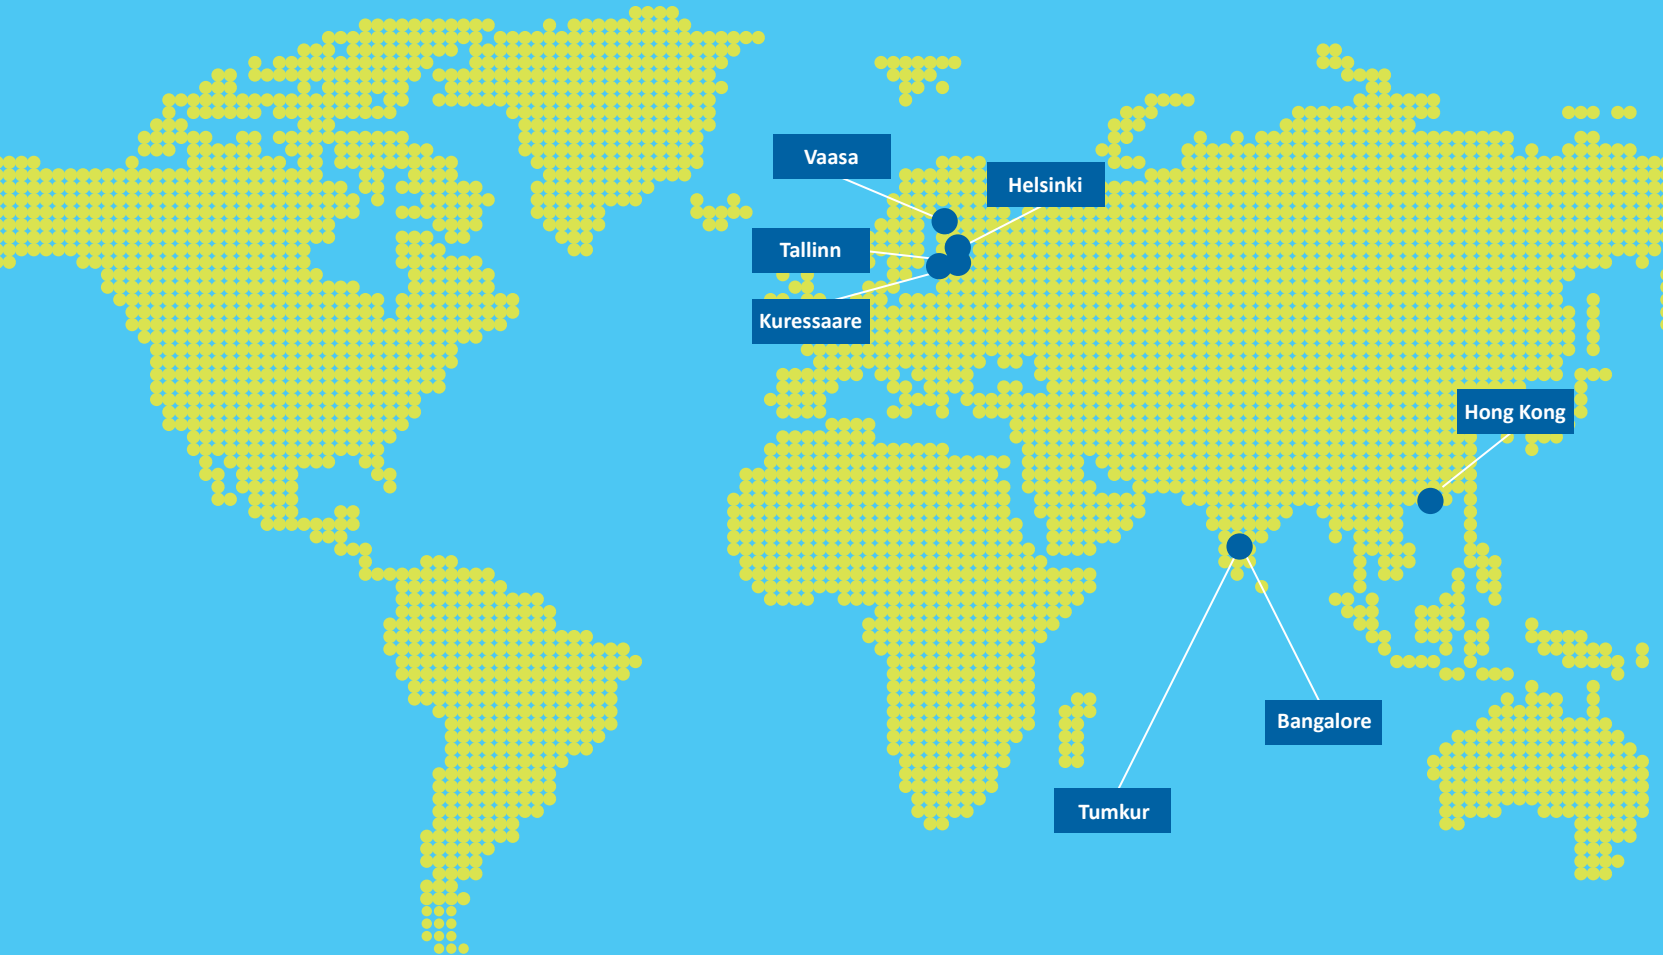 Vaasa
Helsinki
Tallinn
Kuressaare
Hong Kong
Bangalore
Tumkur